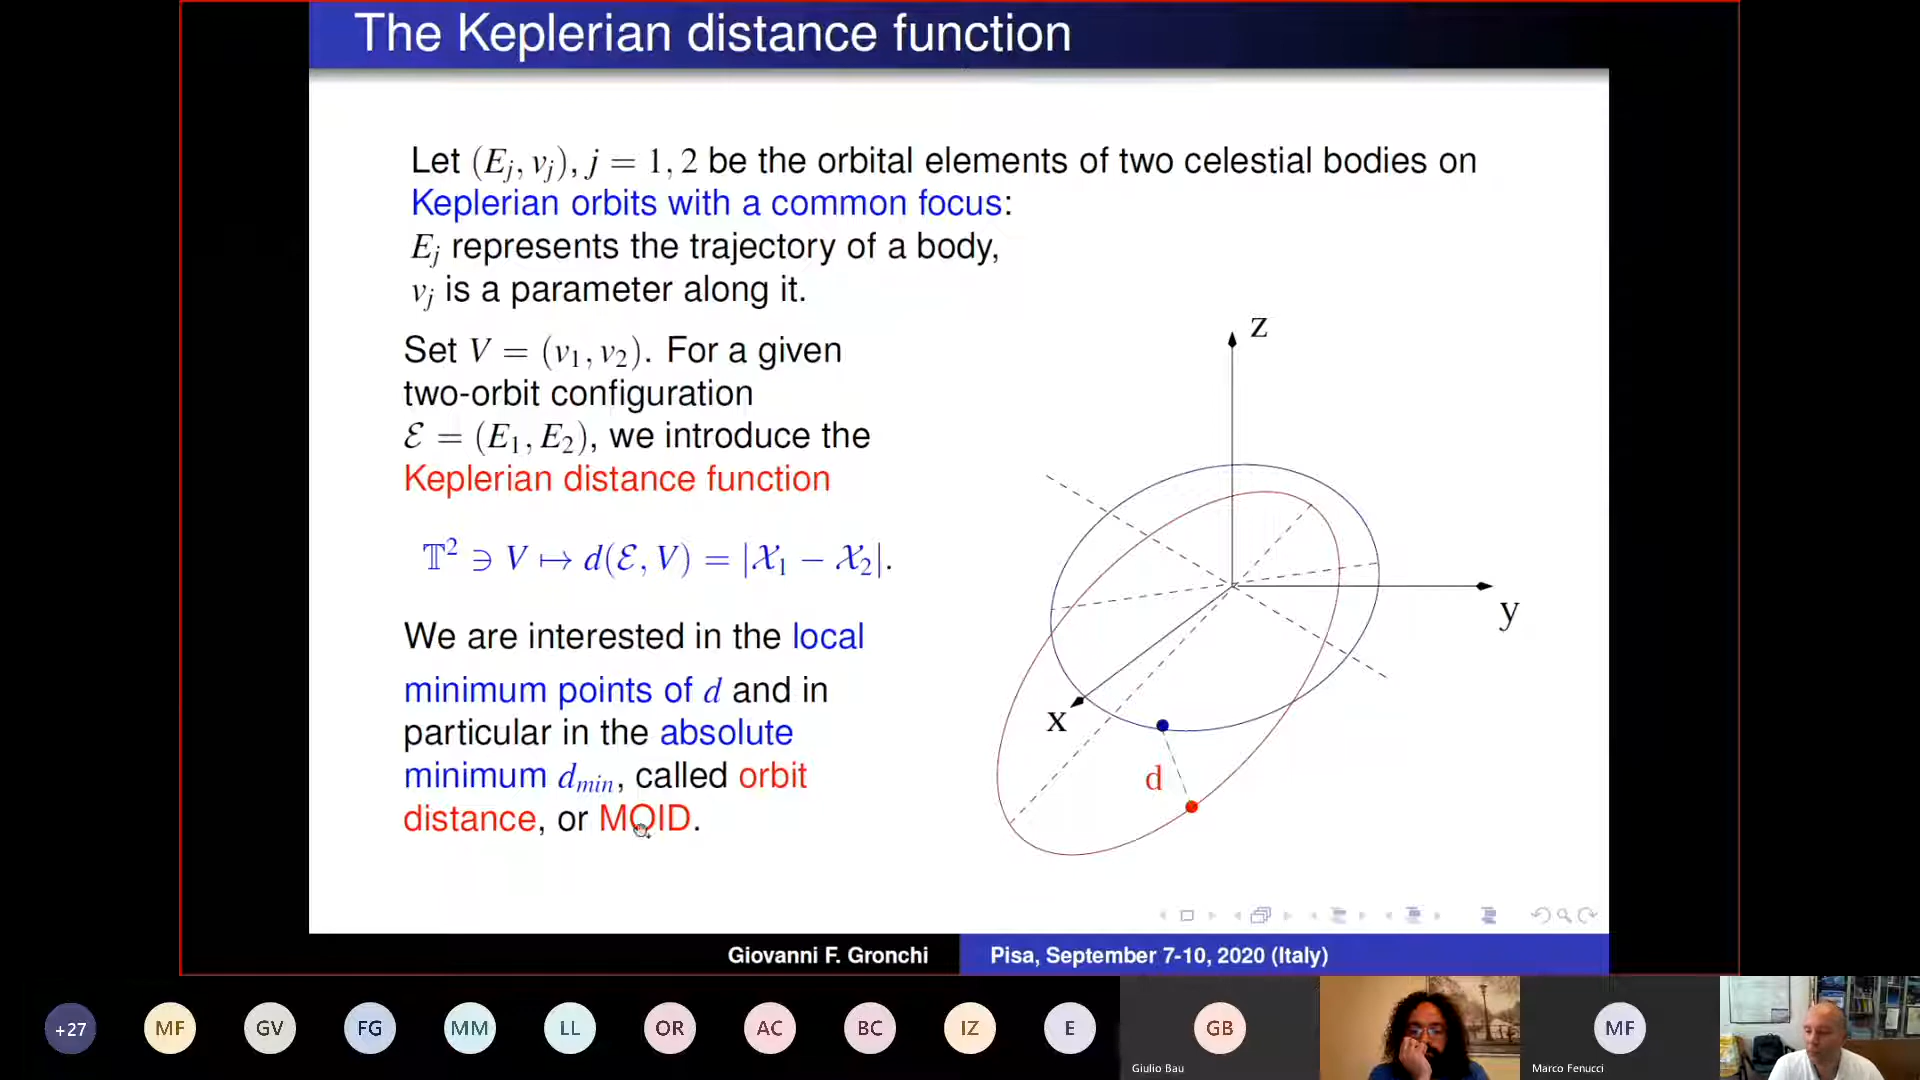 The Keplerian distance function
Let (E_j, v_j), j = 1, 2 be the orbital elements of two celestial bodies on
Keplerian orbits with a common focus:
E_j represents the trajectory of a body,
v_j is a parameter along it.
Set V = (v_1, v_2). For a given
two-orbit configuration
ℰ = (E_1, E_2), we introduce the
Keplerian distance function
𝕋² ∋ V ↦ d(ℰ, V) = |𝒳_1 − 𝒳_2|.
We are interested in the local
minimum points of d and in
particular in the absolute
minimum d_min, called orbit
distance, or MOID.
z
y
x
d
Giovanni F. Gronchi
Pisa, September 7-10, 2020 (Italy)
+27
MF
GV
FG
MM
LL
OR
AC
BC
IZ
E
GB
Giulio Bau
MF
Marco Fenucci